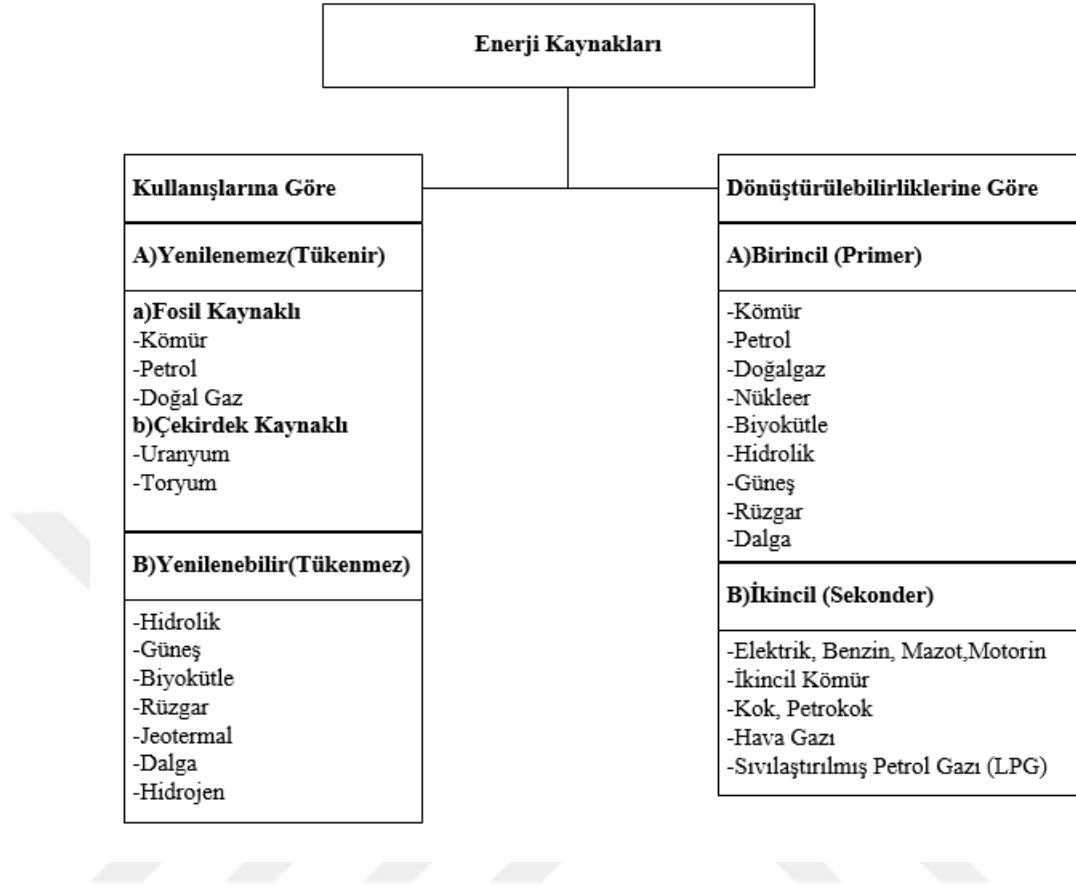 Enerji Kaynakları
Kullanışlarına Göre
A)Yenilenemez(Tükenir)
a)Fosil Kaynaklı
-Kömür
-Petrol
-Doğal Gaz
b)Çekirdek Kaynaklı
-Uranyum
-Toryum
B)Yenilenebilir(Tükenmez)
-Hidrolik
-Güneş
-Biyokütle
-Rüzgar
-Jeotermal
-Dalga
-Hidrojen
Dönüştürülebilirliklerine Göre
A)Birincil (Primer)
-Kömür
-Petrol
-Doğalgaz
-Nükleer
-Biyokütle
-Hidrolik
-Güneş
-Rüzgar
-Dalga
B)İkincil (Sekonder)
-Elektrik, Benzin, Mazot,Motorin
-İkincil Kömür
-Kok, Petrokok
-Hava Gazı
-Sıvılaştırılmış Petrol Gazı (LPG)